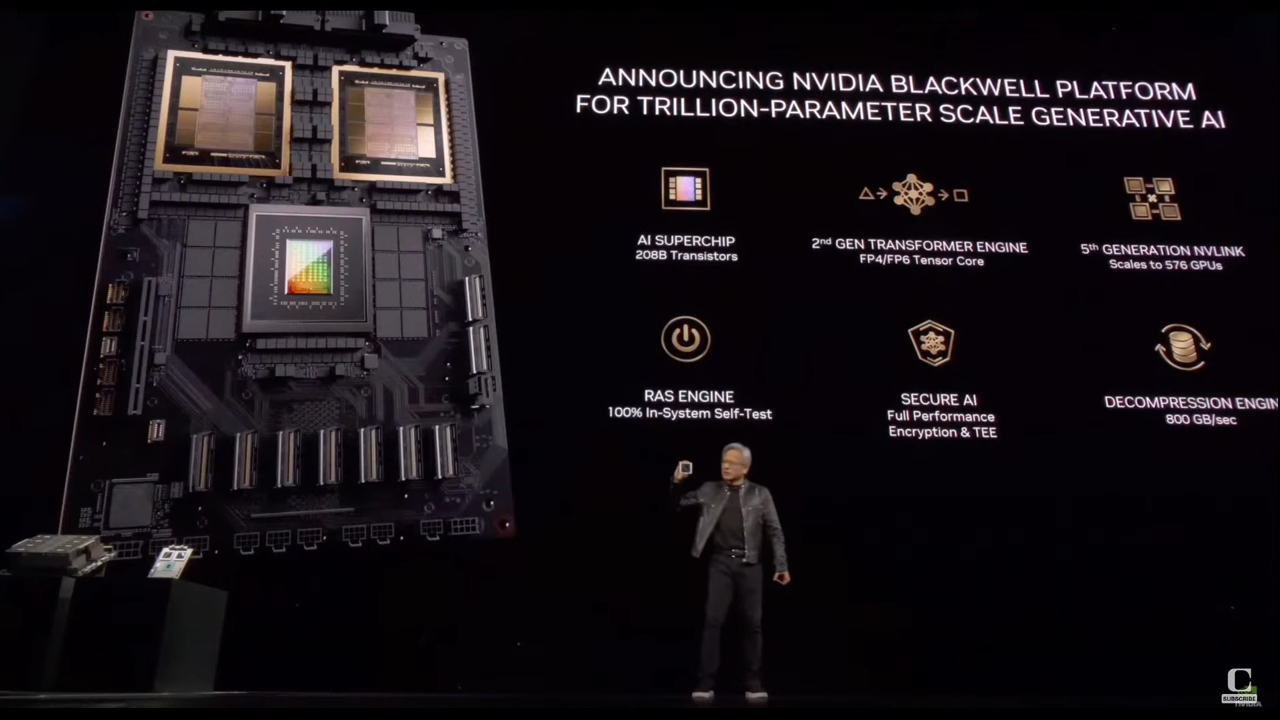 ANNOUNCING NVIDIA BLACKWELL PLATFORM
FOR TRILLION-PARAMETER SCALE GENERATIVE AI
AI SUPERCHIP
208B Transistors
2nd GEN TRANSFORMER ENGINE
FP4/FP6 Tensor Core
5th GENERATION NVLINK
Scales to 576 GPUs
RAS ENGINE
100% In-System Self-Test
SECURE AI
Full Performance
Encryption & TEE
DECOMPRESSION ENGIN
800 GB/sec
C
SUBSCRIBE
NVIDIA